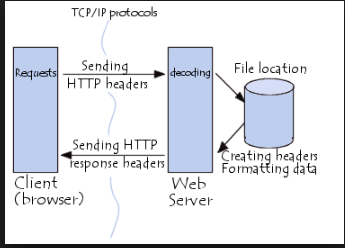 TCP/IP protocols
Requests
Sending
HTTP headers
decoding
File location
Sending HTTP
response headers
Creating headers
Formatting data
Client
(browser)
Web
Server